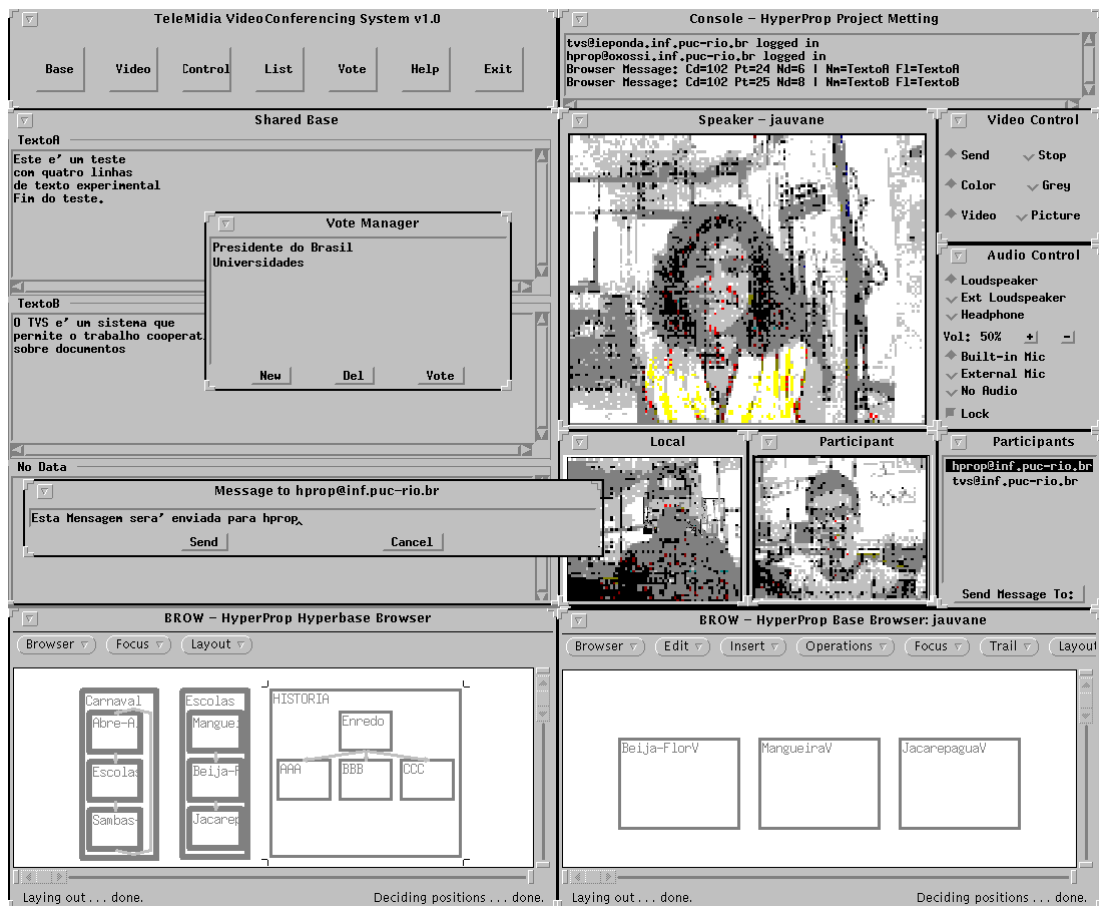 TeleMidia VideoConferencing System v1.0
Base Video Control List Vote Help Exit
Console – HyperProp Project Metting
tvs@ieponda.inf.puc-rio.br logged in
hprop@oxossi.inf.puc-rio.br logged in
Browser Message: Cd=102 Pt=24 Nd=6 | Nm=TextoA Fl=TextoA
Browser Message: Cd=102 Pt=25 Nd=8 | Nm=TextoB Fl=TextoB
Shared Base
TextoA
Este e' um teste
com quatro linhas
de texto experimental
Fim do teste.
Vote Manager
Presidente do Brasil
Universidades
New Del Vote
TextoB
O TVS e' um sistema que
permite o trabalho cooperat
sobre documentos
No Data
Message to hprop@inf.puc-rio.br
Esta Mensagem sera' enviada para hprop
Send Cancel
Speaker – jauvane
Video Control
Send Stop
Color Grey
Video Picture
Audio Control
Loudspeaker
Ext Loudspeaker
Headphone
Vol: 50% + -
Built-in Mic
External Mic
No Audio
Lock
Local
Participant
Participants
hprop@inf.puc-rio.br
tvs@inf.puc-rio.br
Send Message To:
BROW – HyperProp Hyperbase Browser
Browser Focus Layout
Carnaval
Abre-A
Escolas
Sambas-
Escolas
Manguei
Beija-F
Jacarep
HISTORIA
Enredo
AAA BBB CCC
Laying out . . . done. Deciding positions . . . done.
BROW – HyperProp Base Browser: jauvane
Browser Edit Insert Operations Focus Trail Layout
Beija-FlorV MangueiraV JacarepaguaV
Laying out . . . done. Deciding positions . . . done.